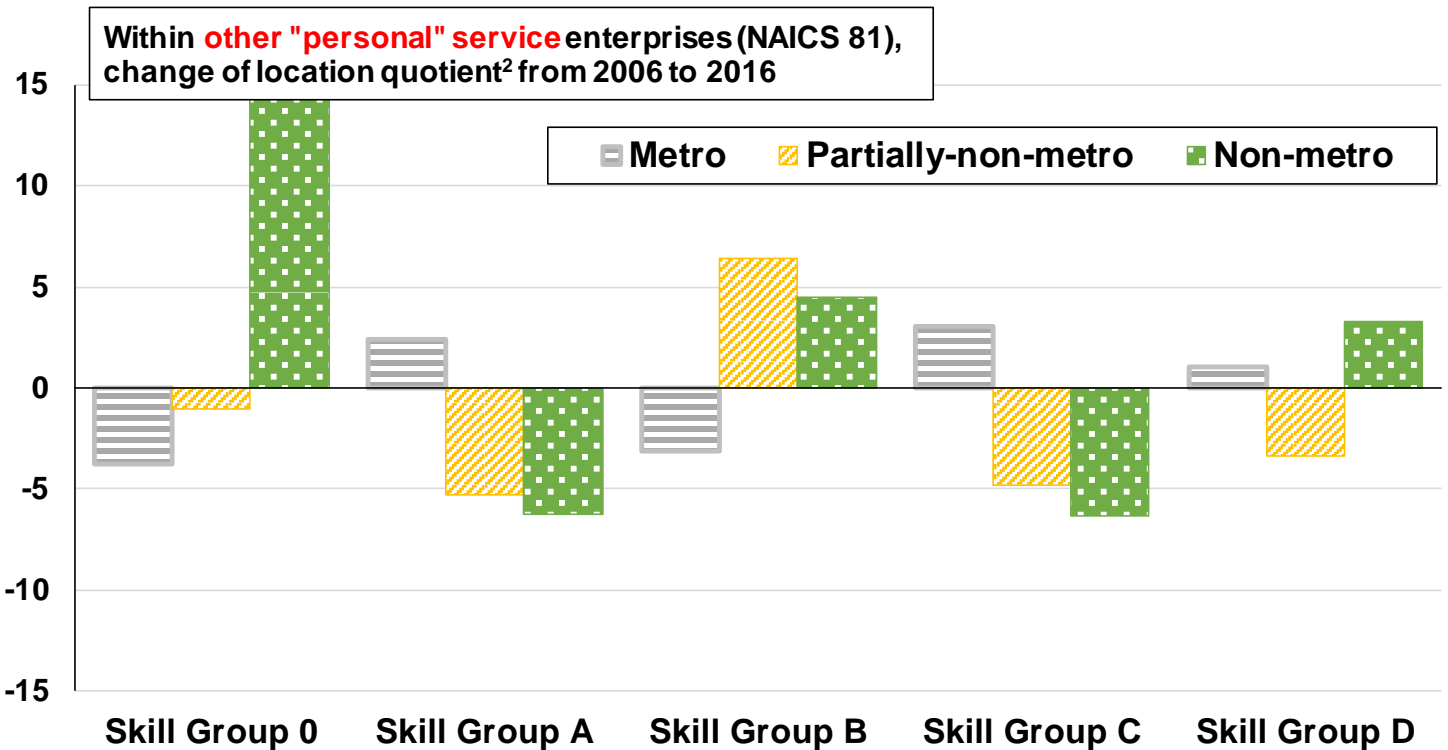 Within other "personal" service enterprises (NAICS 81),
change of location quotient² from 2006 to 2016
15
Metro Partially-non-metro Non-metro
10
5
0
-5
-10
-15
Skill Group 0 Skill Group A Skill Group B Skill Group C Skill Group D